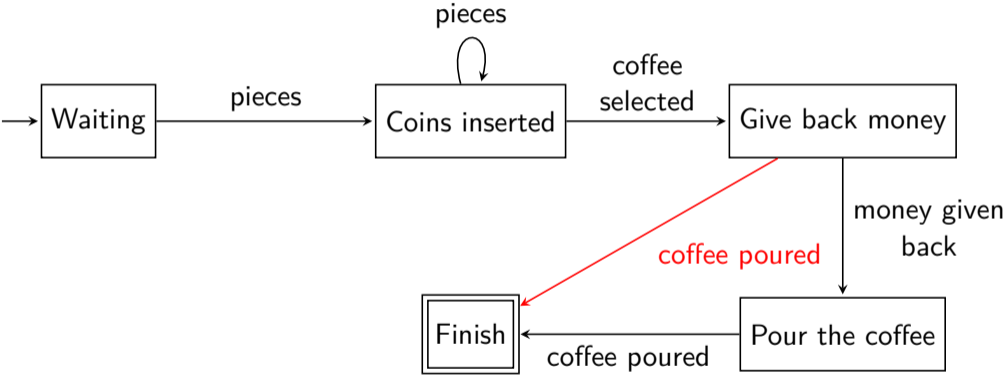 pieces
coffee
selected
pieces
Waiting
Coins inserted
Give back money
money given
back
coffee poured
Finish
Pour the coffee
coffee poured